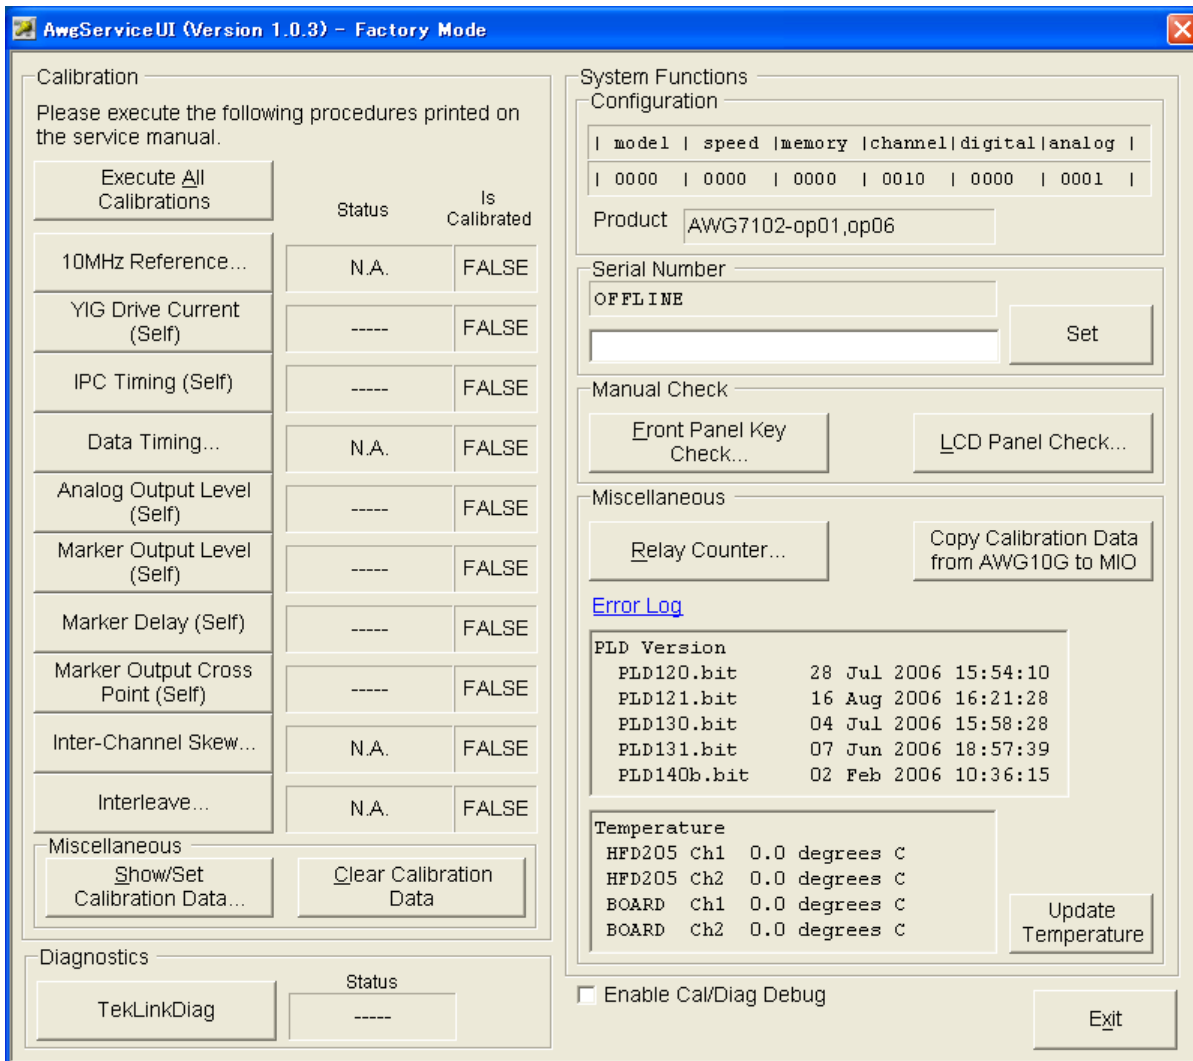 AwgServiceUI (Version 1.0.3) - Factory Mode
Calibration
Please execute the following procedures printed on
the service manual.
Execute All
Calibrations
Status
Is
Calibrated
10MHz Reference...
N.A.
FALSE
YIG Drive Current
(Self)
-----
FALSE
IPC Timing (Self)
-----
FALSE
Data Timing...
N.A.
FALSE
Analog Output Level
(Self)
-----
FALSE
Marker Output Level
(Self)
-----
FALSE
Marker Delay (Self)
-----
FALSE
Marker Output Cross
Point (Self)
-----
FALSE
Inter-Channel Skew...
N.A.
FALSE
Interleave...
N.A.
FALSE
Miscellaneous
Show/Set
Calibration Data...
Clear Calibration
Data
Diagnostics
TekLinkDiag
Status
-----
System Functions
Configuration
| model | speed |memory |channel|digital|analog |
| 0000 | 0000 | 0000 | 0010 | 0000 | 0001 |
Product
AWG7102-op01,op06
Serial Number
OFFLINE
Set
Manual Check
Front Panel Key
Check...
LCD Panel Check...
Miscellaneous
Relay Counter...
Copy Calibration Data
from AWG10G to MIO
Error Log
PLD Version
PLD120.bit 28 Jul 2006 15:54:10
PLD121.bit 16 Aug 2006 16:21:28
PLD130.bit 04 Jul 2006 15:58:28
PLD131.bit 07 Jun 2006 18:57:39
PLD140b.bit 02 Feb 2006 10:36:15
Temperature
HFD205 Ch1 0.0 degrees C
HFD205 Ch2 0.0 degrees C
BOARD Ch1 0.0 degrees C
BOARD Ch2 0.0 degrees C
Update
Temperature
Enable Cal/Diag Debug
Exit